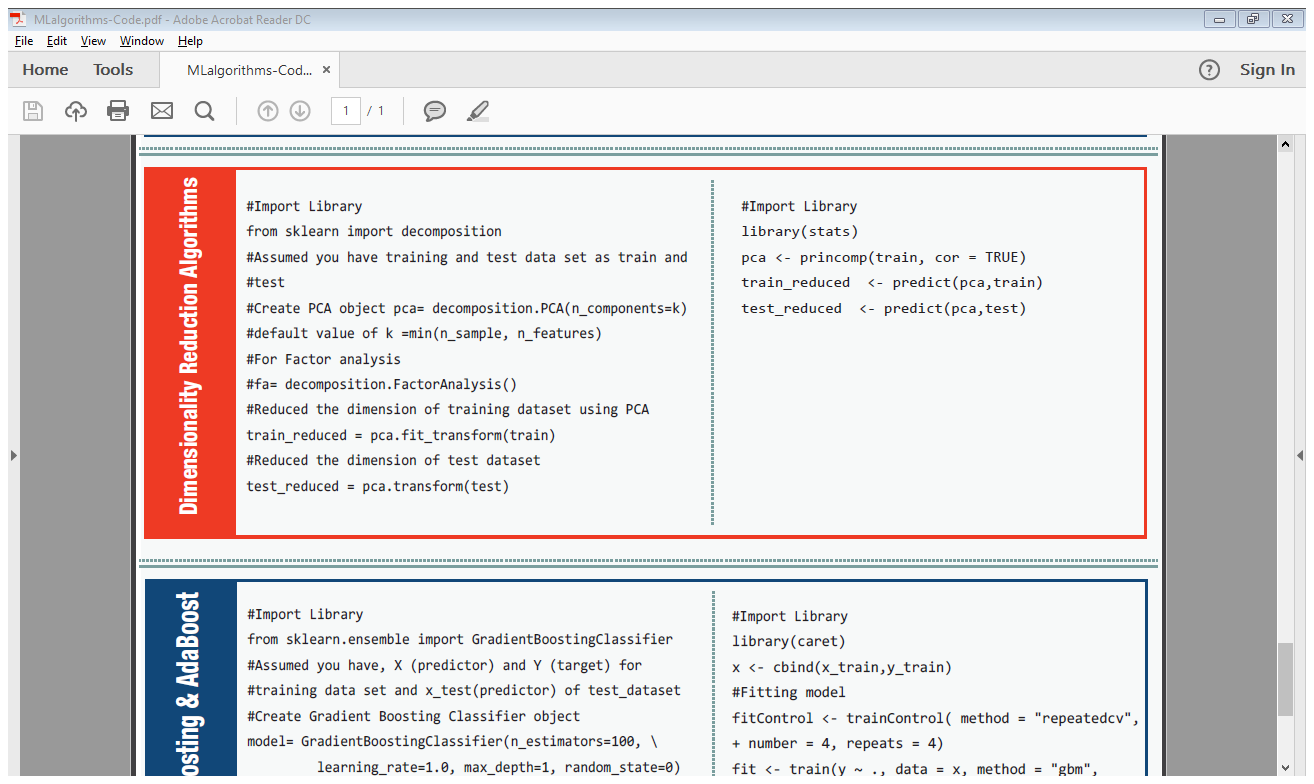 MLalgorithms-Code.pdf - Adobe Acrobat Reader DC
File Edit View Window Help
Home Tools MLalgorithms-Cod... × ? Sign In
1 / 1
Dimensionality Reduction Algorithms
#Import Library
from sklearn import decomposition
#Assumed you have training and test data set as train and
#test
#Create PCA object pca= decomposition.PCA(n_components=k)
#default value of k =min(n_sample, n_features)
#For Factor analysis
#fa= decomposition.FactorAnalysis()
#Reduced the dimension of training dataset using PCA
train_reduced = pca.fit_transform(train)
#Reduced the dimension of test dataset
test_reduced = pca.transform(test)
#Import Library
library(stats)
pca <- princomp(train, cor = TRUE)
train_reduced  <- predict(pca,train)
test_reduced  <- predict(pca,test)
osting & AdaBoost
#Import Library
from sklearn.ensemble import GradientBoostingClassifier
#Assumed you have, X (predictor) and Y (target) for
#training data set and x_test(predictor) of test_dataset
#Create Gradient Boosting Classifier object
model= GradientBoostingClassifier(n_estimators=100, \
learning_rate=1.0, max_depth=1, random_state=0)
#Import Library
library(caret)
x <- cbind(x_train,y_train)
#Fitting model
fitControl <- trainControl( method = "repeatedcv",
+ number = 4, repeats = 4)
fit <- train(y ~ ., data = x, method = "gbm",